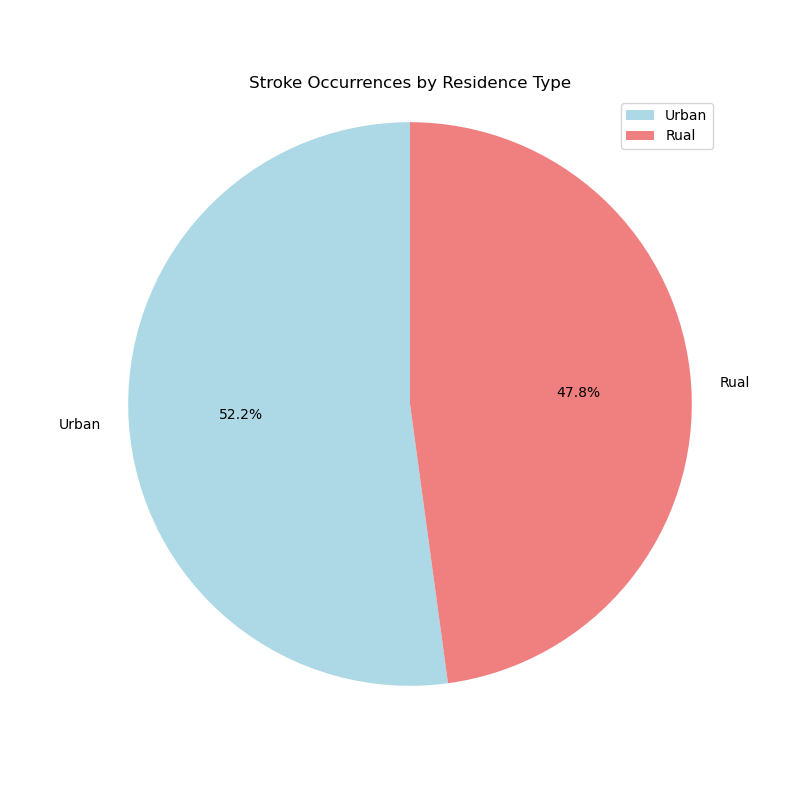 Stroke Occurrences by Residence Type
Urban
Rual
47.8%
Rual
52.2%
Urban